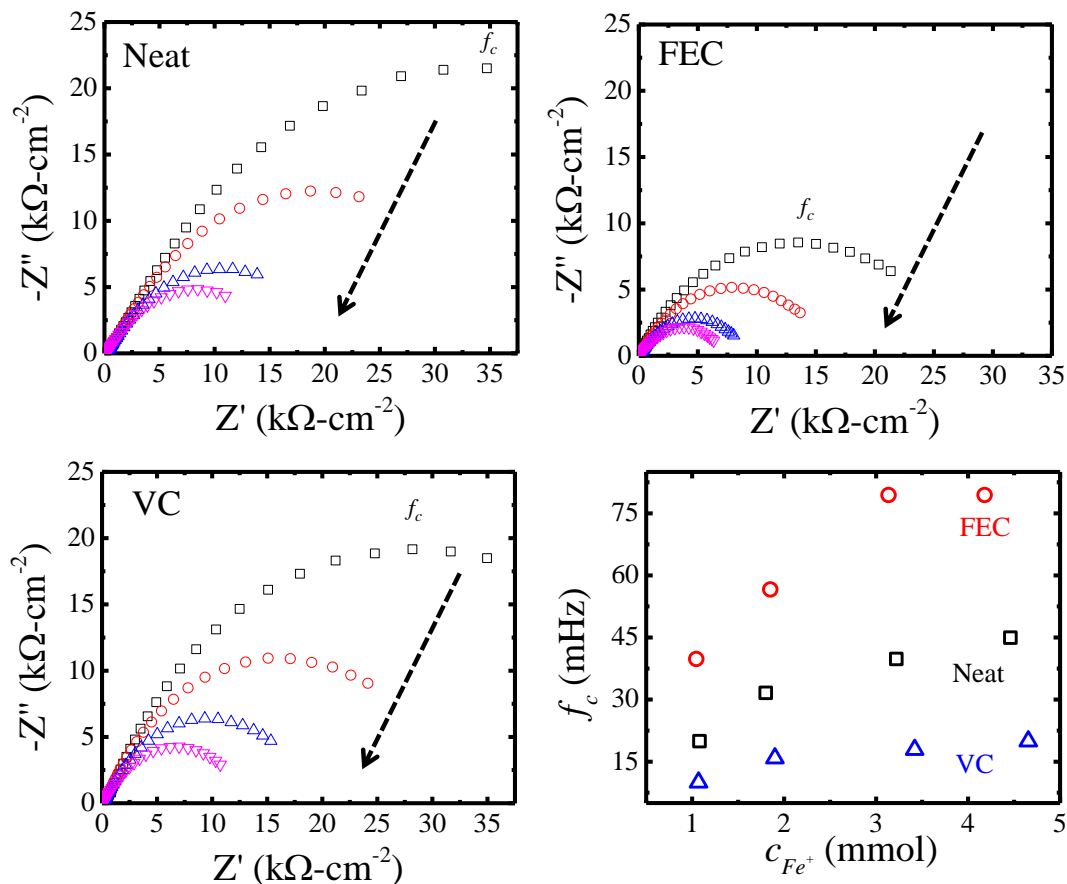 Neat
f_c
-Z'' (kΩ-cm⁻²)
25
20
15
10
5
0
0 5 10 15 20 25 30 35
Z' (kΩ-cm⁻²)
FEC
f_c
-Z'' (kΩ-cm⁻²)
25
20
15
10
5
0
0 5 10 15 20 25 30 35
Z' (kΩ-cm⁻²)
VC
f_c
-Z'' (kΩ-cm⁻²)
25
20
15
10
5
0
0 5 10 15 20 25 30 35
Z' (kΩ-cm⁻²)
FEC
Neat
VC
f_c (mHz)
75
60
45
30
15
1 2 3 4 5
c_{Fe⁺} (mmol)